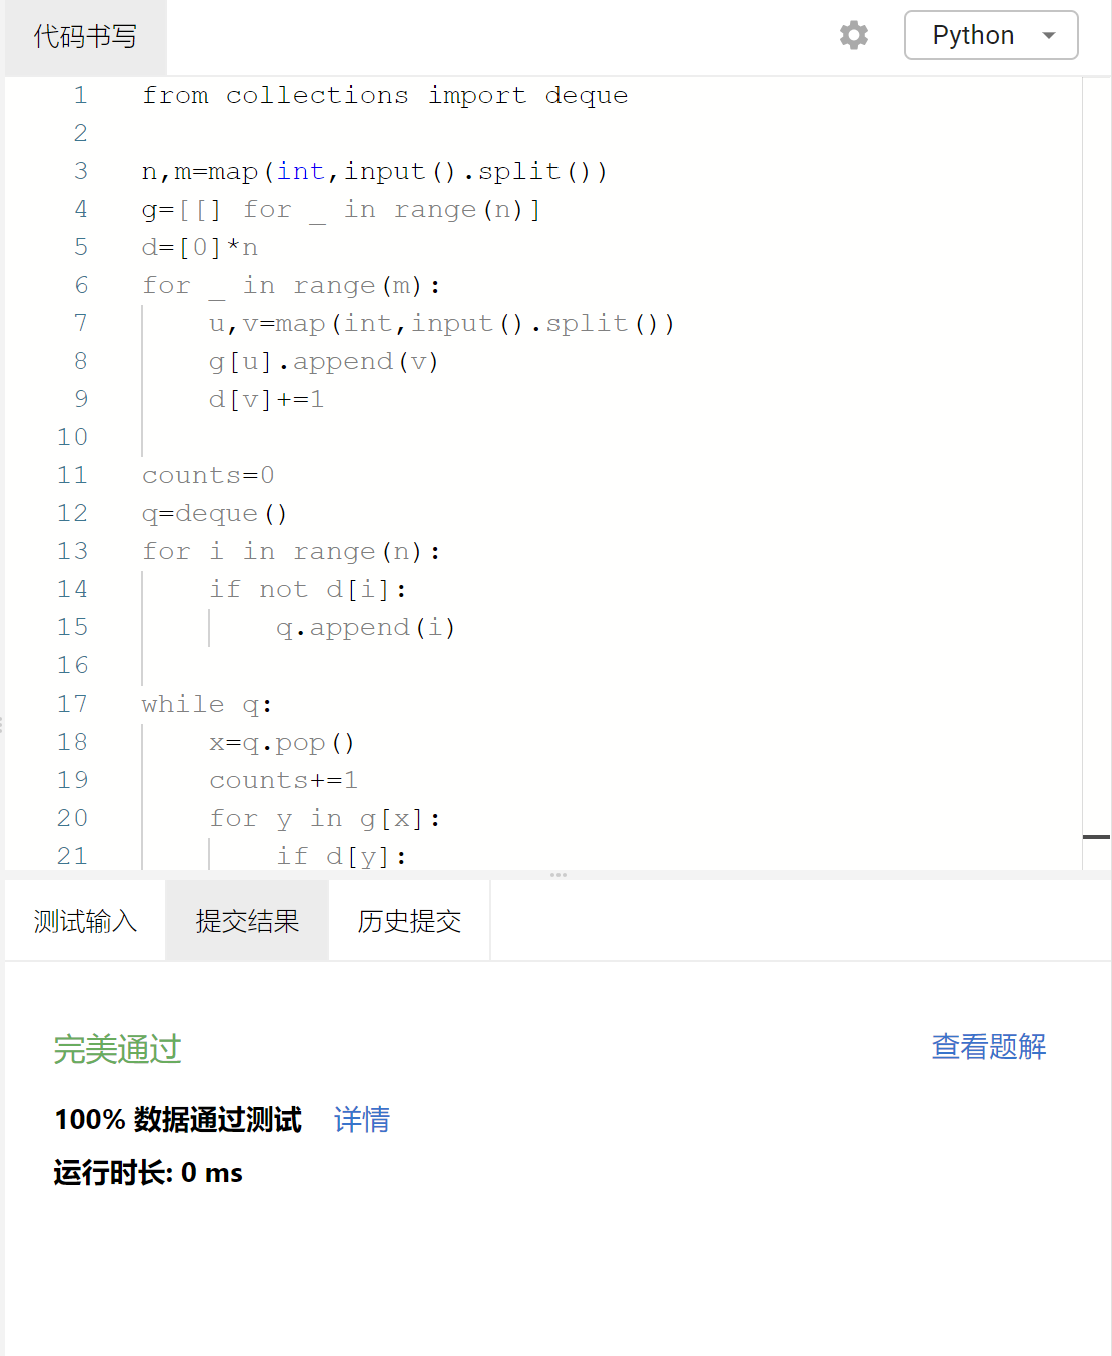 代码书写
Python
1 from collections import deque
2
3 n,m=map(int,input().split())
4 g=[[] for _ in range(n)]
5 d=[0]*n
6 for _ in range(m):
7 u,v=map(int,input().split())
8 g[u].append(v)
9 d[v]+=1
10
11 counts=0
12 q=deque()
13 for i in range(n):
14 if not d[i]:
15 q.append(i)
16
17 while q:
18 x=q.pop()
19 counts+=1
20 for y in g[x]:
21 if d[y]:
测试输入 提交结果 历史提交
完美通过 查看题解
100% 数据通过测试 详情
运行时长: 0 ms